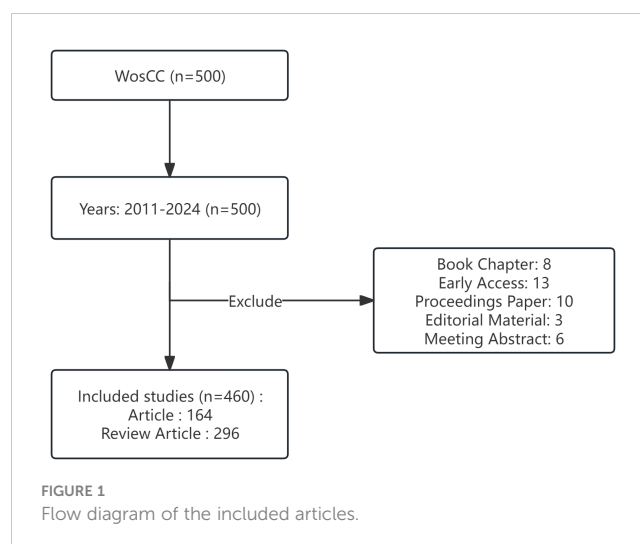 WosCC (n=500)
Years: 2011-2024 (n=500)
Exclude
Book Chapter: 8
Early Access: 13
Proceedings Paper: 10
Editorial Material: 3
Meeting Abstract: 6
Included studies (n=460) :
Article : 164
Review Article : 296
FIGURE 1
Flow diagram of the included articles.